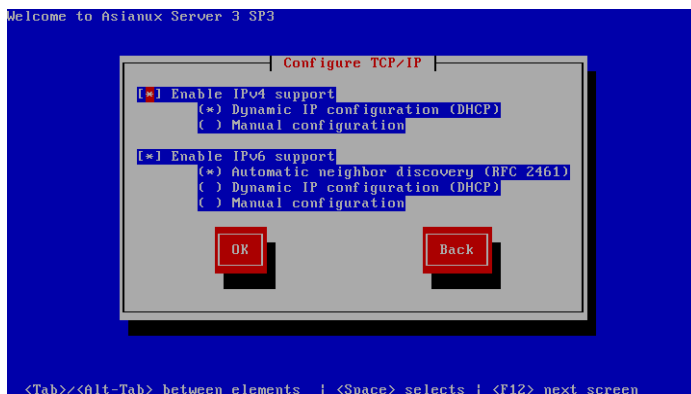 Welcome to Asianux Server 3 SP3
Configure TCP/IP
[*] Enable IPv4 support
(*) Dynamic IP configuration (DHCP)
( ) Manual configuration
[*] Enable IPv6 support
(*) Automatic neighbor discovery (RFC 2461)
( ) Dynamic IP configuration (DHCP)
( ) Manual configuration
OK Back
<Tab>/<Alt-Tab> between elements | <Space> selects | <F12> next screen